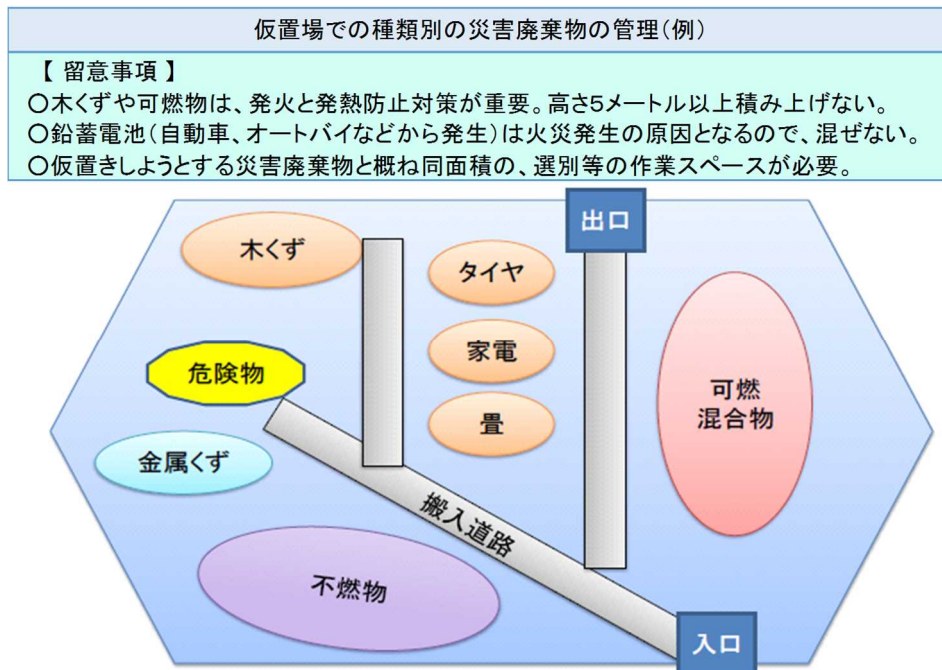 仮置場での種類別の災害廃棄物の管理(例)
【 留意事項 】
○木くずや可燃物は、発火と発熱防止対策が重要。高さ5メートル以上積み上げない。
○鉛蓄電池(自動車、オートバイなどから発生)は火災発生の原因となるので、混ぜない。
○仮置きしようとする災害廃棄物と概ね同面積の、選別等の作業スペースが必要。
出口
木くず
タイヤ
家電
危険物
可燃
混合物
畳
金属くず
搬入道路
不燃物
入口